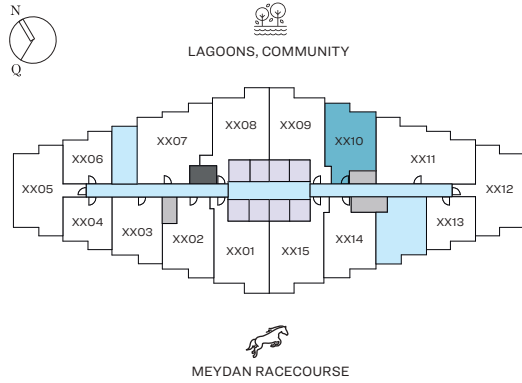 N
Q
LAGOONS, COMMUNITY
XX08
XX09
XX07
XX10
XX06
XX11
XX05
XX12
XX04
XX03
XX02
XX01
XX15
XX14
XX13
MEYDAN RACECOURSE